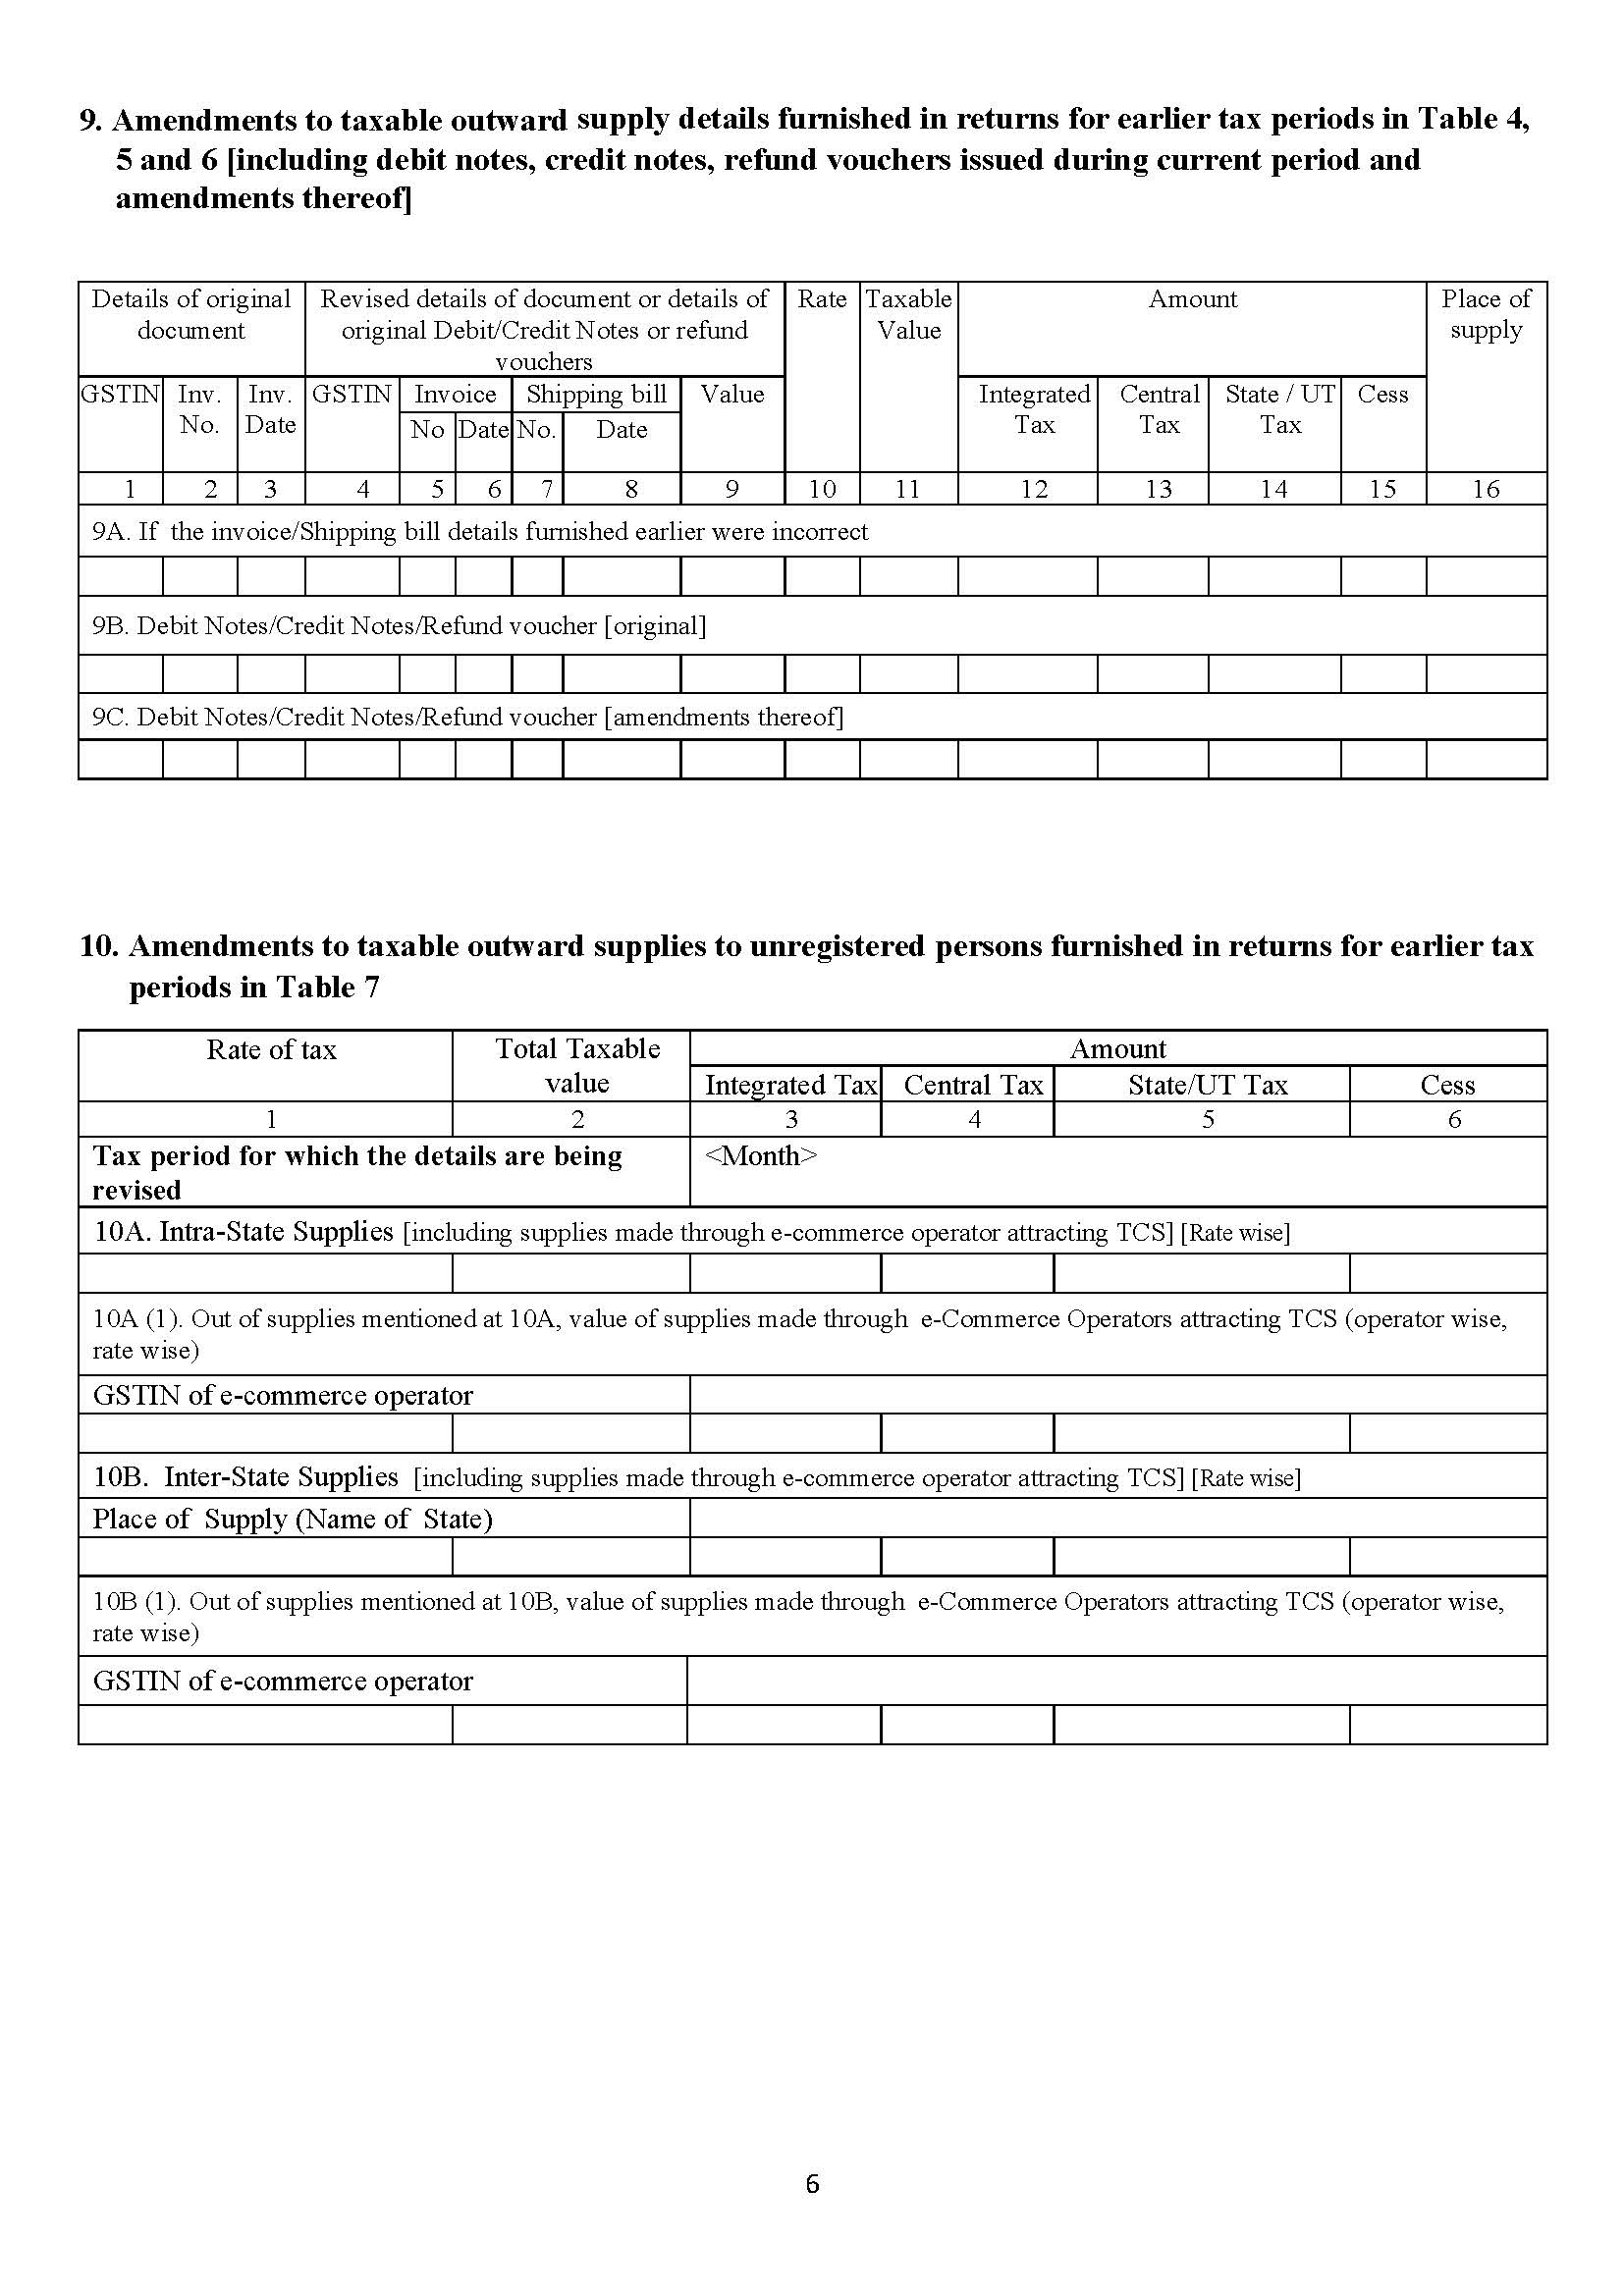 9. Amendments to taxable outward supply details furnished in returns for earlier tax periods in Table 4,
5 and 6 [including debit notes, credit notes, refund vouchers issued during current period and
amendments thereof]
Details of original document Revised details of document or details of original Debit/Credit Notes or refund vouchers Rate Taxable Value Amount Place of supply
GSTIN Inv. No. Inv. Date GSTIN Invoice Shipping bill Value Integrated Tax Central Tax State / UT Tax Cess
No Date No. Date
1 2 3 4 5 6 7 8 9 10 11 12 13 14 15 16
9A. If the invoice/Shipping bill details furnished earlier were incorrect
9B. Debit Notes/Credit Notes/Refund voucher [original]
9C. Debit Notes/Credit Notes/Refund voucher [amendments thereof]
10. Amendments to taxable outward supplies to unregistered persons furnished in returns for earlier tax
periods in Table 7
Rate of tax Total Taxable value Amount
Integrated Tax Central Tax State/UT Tax Cess
1 2 3 4 5 6
Tax period for which the details are being revised <Month>
10A. Intra-State Supplies [including supplies made through e-commerce operator attracting TCS] [Rate wise]
10A (1). Out of supplies mentioned at 10A, value of supplies made through e-Commerce Operators attracting TCS (operator wise,
rate wise)
GSTIN of e-commerce operator
10B. Inter-State Supplies [including supplies made through e-commerce operator attracting TCS] [Rate wise]
Place of Supply (Name of State)
10B (1). Out of supplies mentioned at 10B, value of supplies made through e-Commerce Operators attracting TCS (operator wise,
rate wise)
GSTIN of e-commerce operator
6